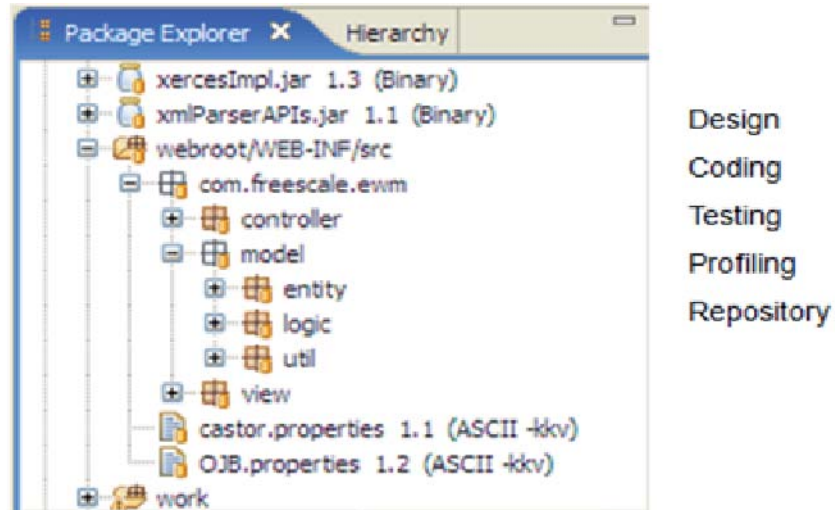 Package Explorer Hierarchy
xercesImpl.jar 1.3 (Binary)
xmlParserAPIs.jar 1.1 (Binary)
webroot/WEB-INF/src
com.freescale.ewm
controller
model
entity
logic
util
view
castor.properties 1.1 (ASCII -kkv)
OJB.properties 1.2 (ASCII -kkv)
work
Design
Coding
Testing
Profiling
Repository